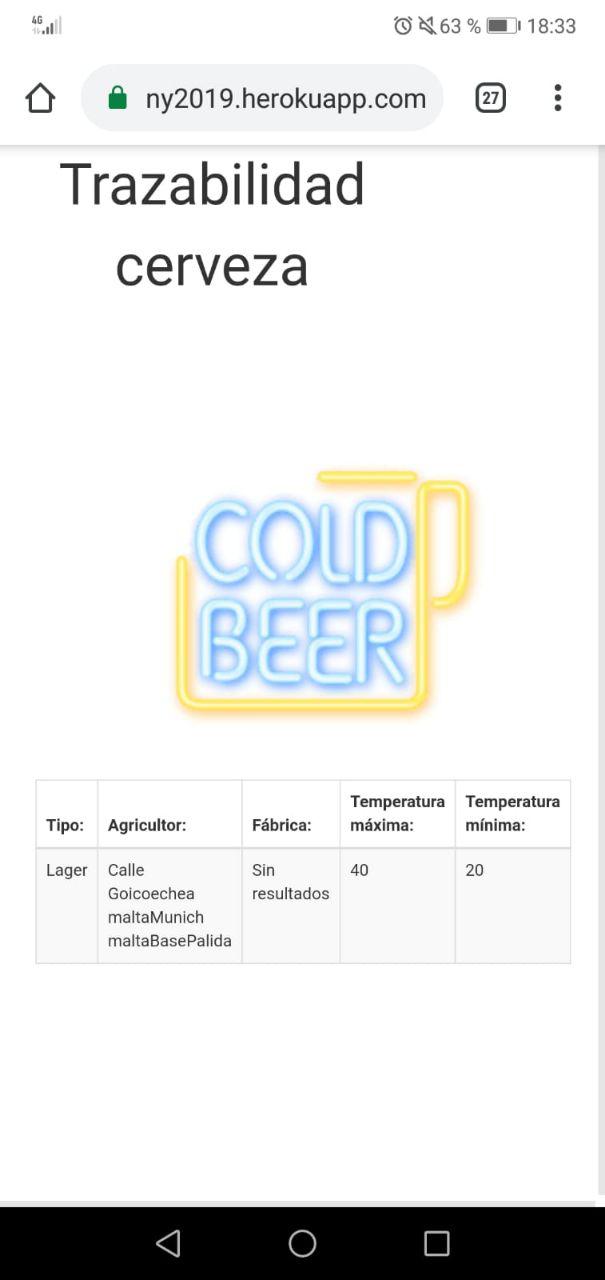 4G 63 % 18:33
ny2019.herokuapp.com 27
Trazabilidad
cerveza
COLD
BEER
Tipo: Agricultor: Fábrica: Temperatura máxima: Temperatura mínima:
Lager Calle Goicoechea maltaMunich maltaBasePalida Sin resultados 40 20